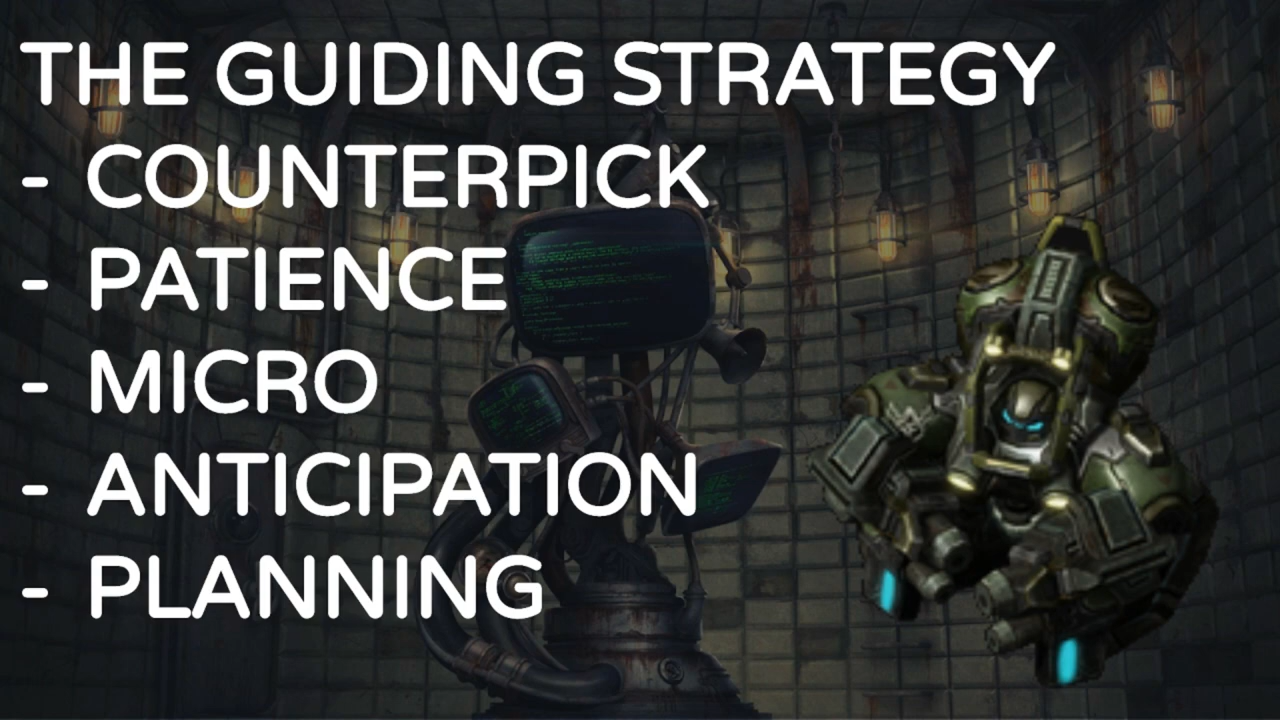 THE GUIDING STRATEGY
- COUNTERPICK
- PATIENCE
- MICRO
- ANTICIPATION
- PLANNING